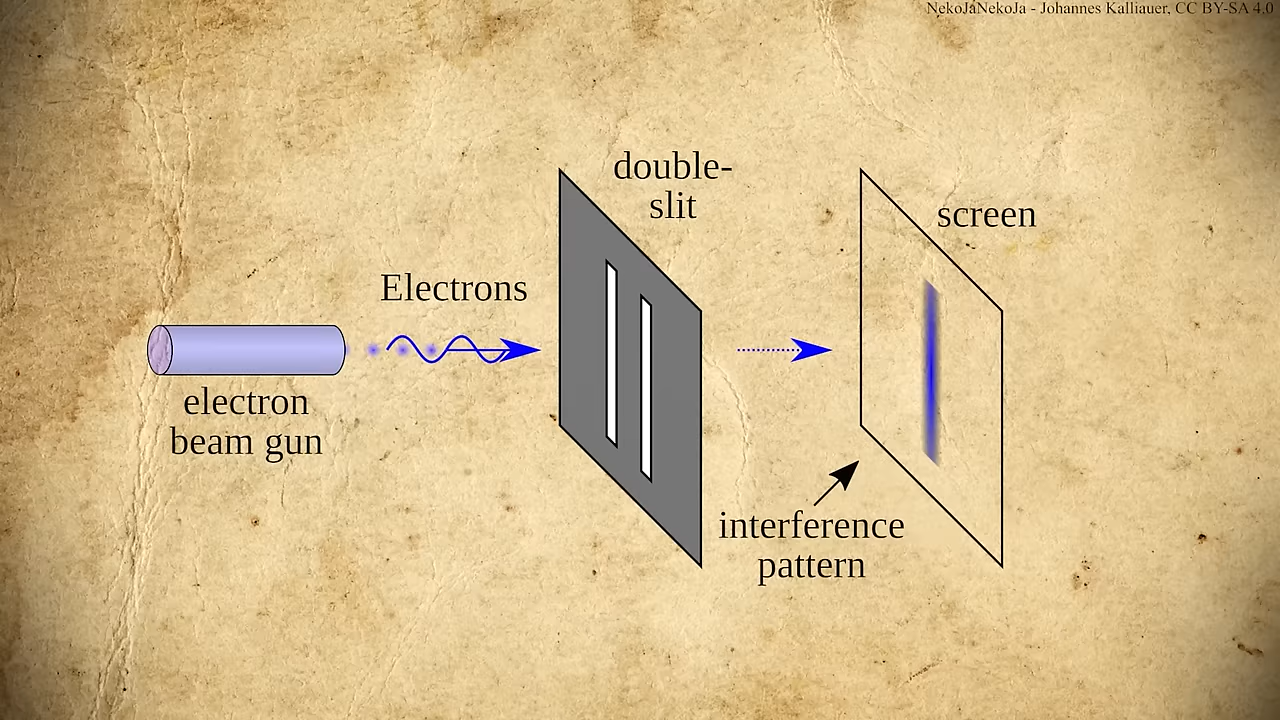 NekoJaNekoJa - Johannes Kalliauer, CC BY-SA 4.0
double-
slit
screen
Electrons
electron
beam gun
interference
pattern